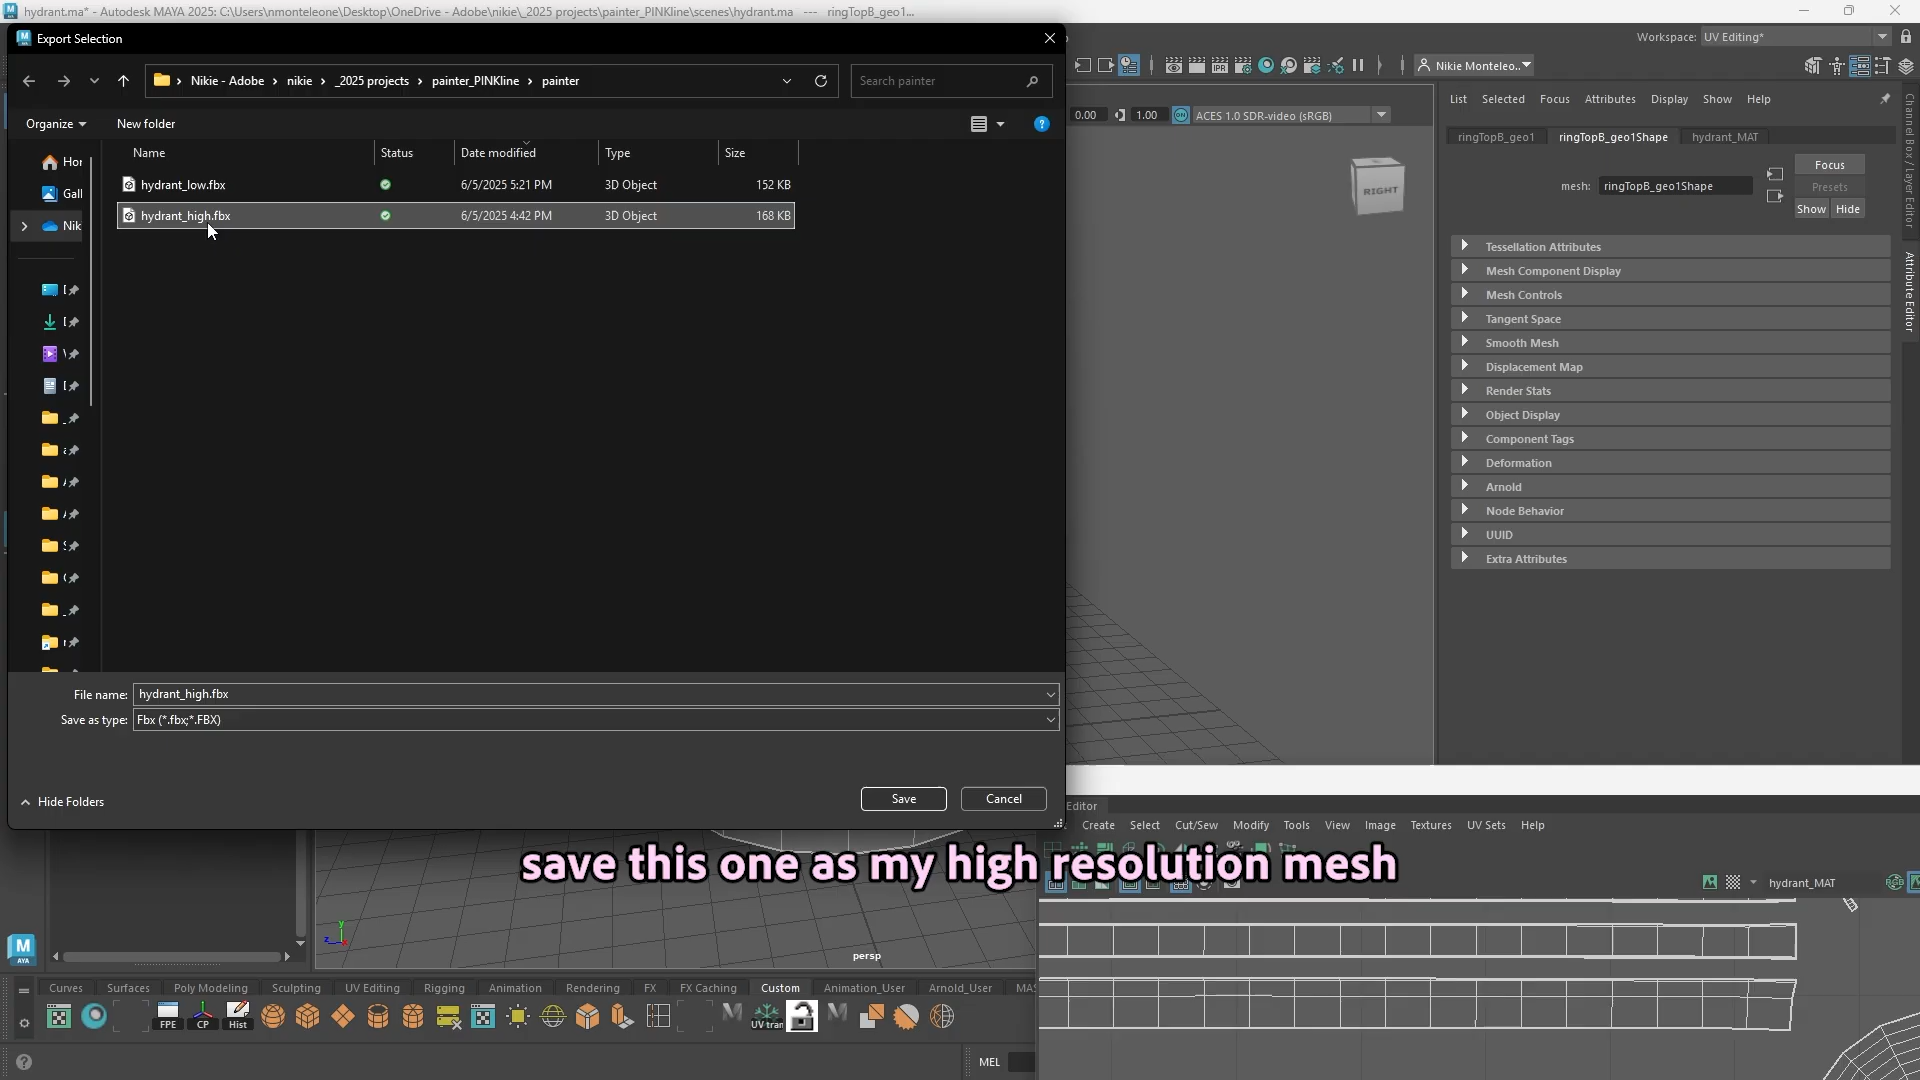 hydrant.ma* - Autodesk MAYA 2025: C:\Users\nmonteleone\Desktop\OneDrive - Adobe\nikie\_2025 projects\painter_PINKline\scenes\hydrant.ma --- ringTopB_geo1...
Export Selection
Workspace: UV Editing*
Nikie - Adobe > nikie > _2025 projects > painter_PINKline > painter
Search painter
IPR
Nikie Monteleo..
Organize
New folder
0.00
1.00
ACES 1.0 SDR-video (sRGB)
List Selected Focus Attributes Display Show Help
Name Status Date modified Type Size
ringTopB_geo1 ringTopB_geo1Shape hydrant_MAT
hydrant_low.fbx 6/5/2025 5:21 PM 3D Object 152 KB
hydrant_high.fbx 6/5/2025 4:42 PM 3D Object 168 KB
Gall
Nik
RIGHT
mesh: ringTopB_geo1Shape
Focus
Presets
Show Hide
Channel Box / Layer Editor
Attribute Editor
Tessellation Attributes
Mesh Component Display
Mesh Controls
Tangent Space
Smooth Mesh
Displacement Map
Render Stats
Object Display
Component Tags
Deformation
Arnold
Node Behavior
UUID
Extra Attributes
File name: hydrant_high.fbx
Save as type: Fbx (*.fbx;*.FBX)
Hide Folders
Save
Cancel
Editor
Create Select Cut/Sew Modify Tools View Image Textures UV Sets Help
save this one as my high resolution mesh
hydrant_MAT
RGB
persp
M
AYA
Curves Surfaces Poly Modeling Sculpting UV Editing Rigging Animation Rendering FX FX Caching Custom Animation_User Arnold_User MAS
FPE CP Hist UV tran
MEL